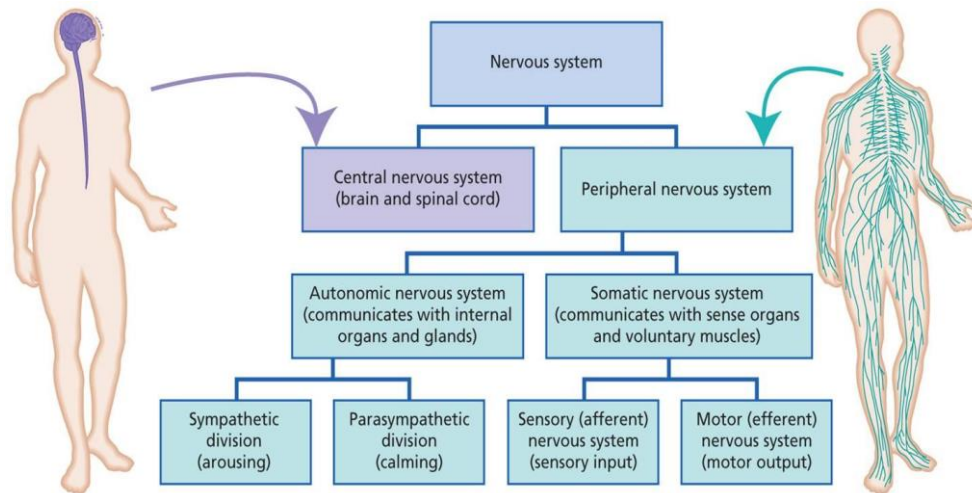 Nervous system
Central nervous system
(brain and spinal cord)
Peripheral nervous system
Autonomic nervous system
(communicates with internal
organs and glands)
Somatic nervous system
(communicates with sense organs
and voluntary muscles)
Sympathetic
division
(arousing)
Parasympathetic
division
(calming)
Sensory (afferent)
nervous system
(sensory input)
Motor (efferent)
nervous system
(motor output)